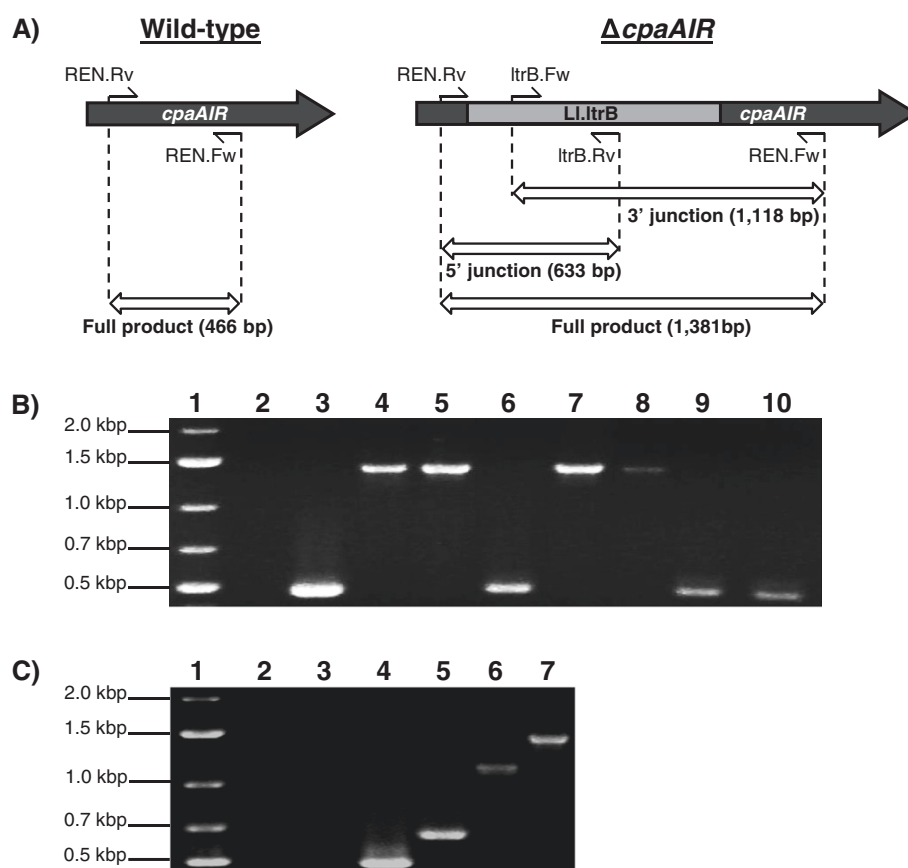 A)
Wild-type
REN.Rv
cpaAIR
REN.Fw
Full product (466 bp)
ΔcpaAIR
REN.Rv
ltrB.Fw
Ll.ltrB
cpaAIR
ltrB.Rv
REN.Fw
3' junction (1,118 bp)
5' junction (633 bp)
Full product (1,381bp)
B)
1 2 3 4 5 6 7 8 9 10
2.0 kbp
1.5 kbp
1.0 kbp
0.7 kbp
0.5 kbp
C)
1 2 3 4 5 6 7
2.0 kbp
1.5 kbp
1.0 kbp
0.7 kbp
0.5 kbp